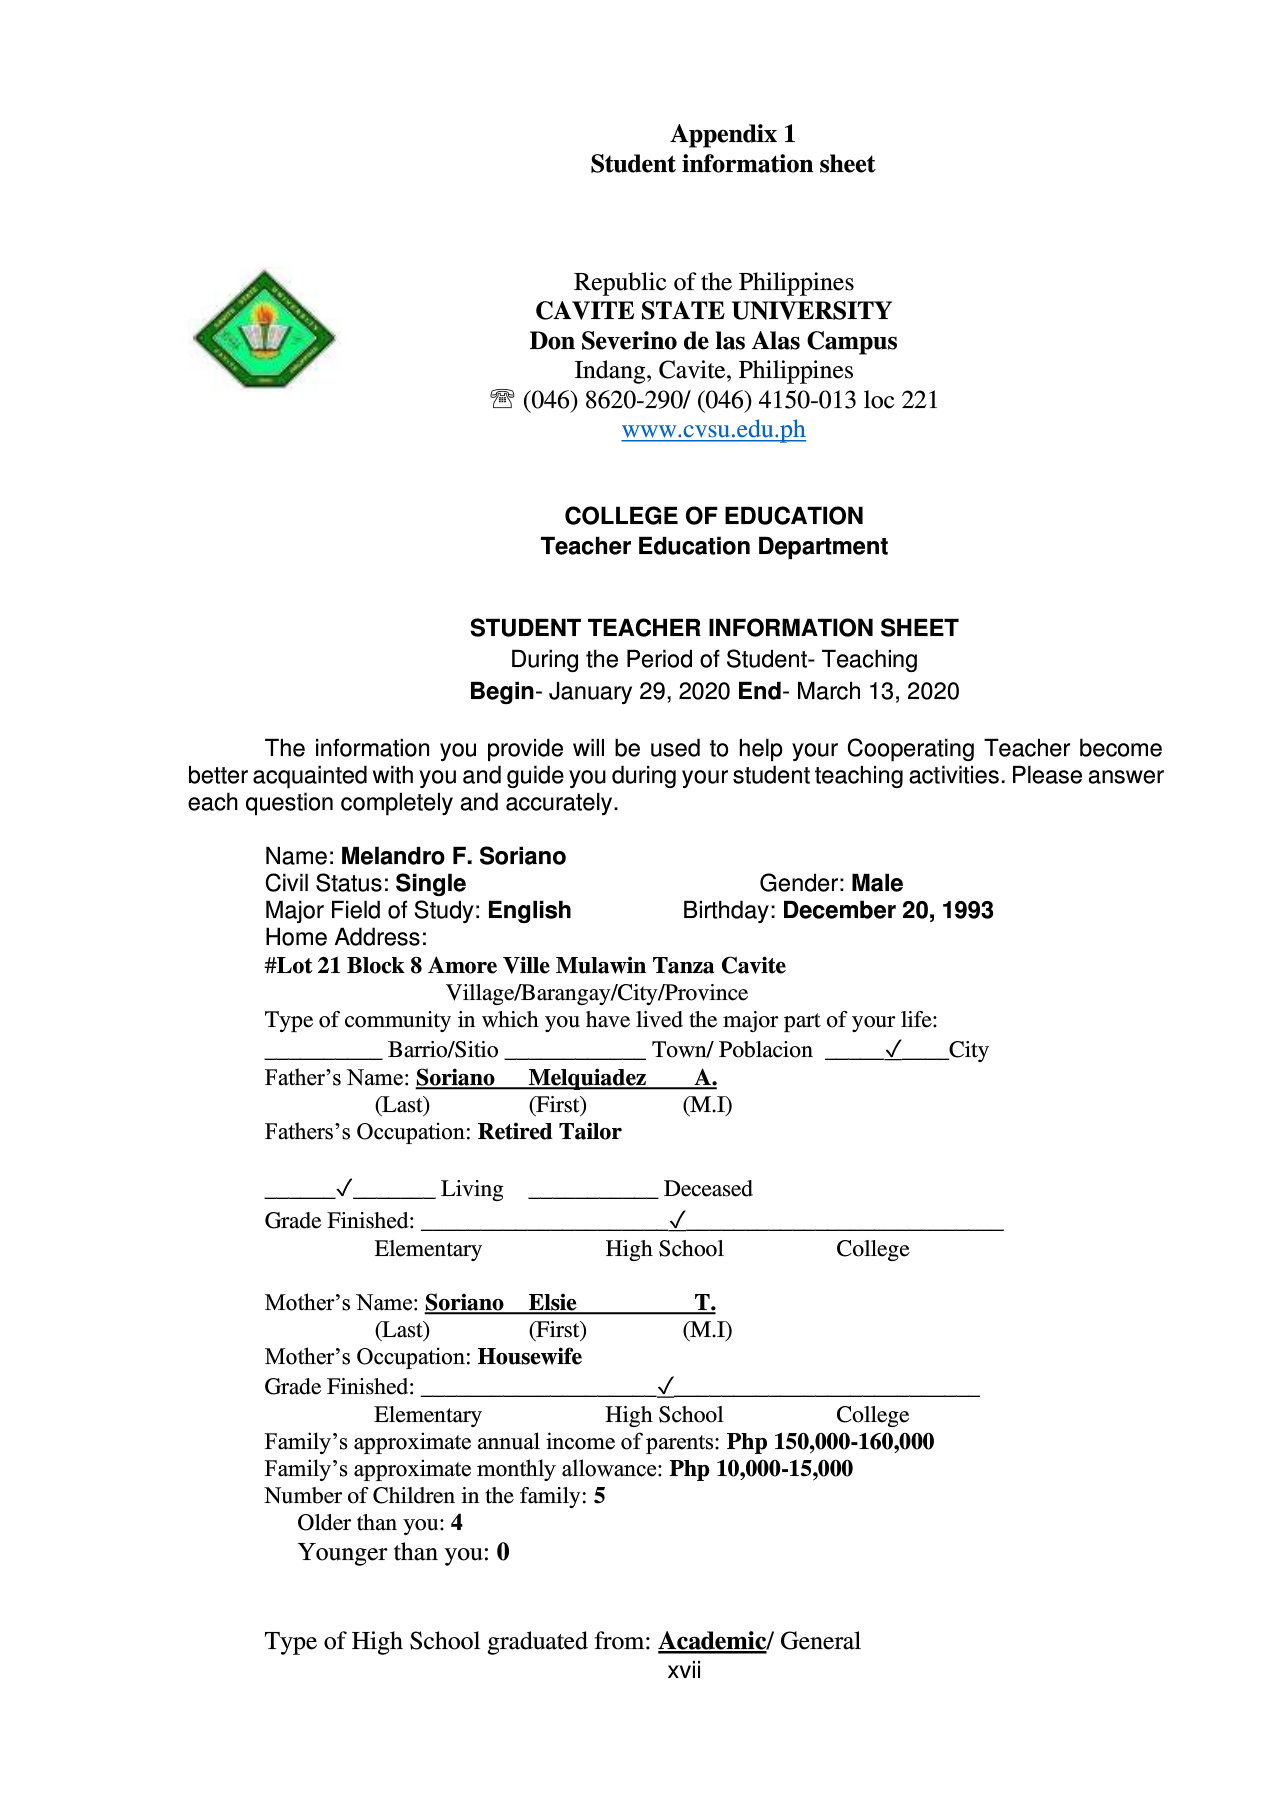 Appendix 1
Student information sheet
Republic of the Philippines
CAVITE STATE UNIVERSITY
Don Severino de las Alas Campus
Indang, Cavite, Philippines
☏ (046) 8620-290/ (046) 4150-013 loc 221
www.cvsu.edu.ph
COLLEGE OF EDUCATION
Teacher Education Department
STUDENT TEACHER INFORMATION SHEET
During the Period of Student- Teaching
Begin- January 29, 2020 End- March 13, 2020
The information you provide will be used to help your Cooperating Teacher become
better acquainted with you and guide you during your student teaching activities. Please answer
each question completely and accurately.
Name: Melandro F. Soriano
Civil Status: Single Gender: Male
Major Field of Study: English Birthday: December 20, 1993
Home Address:
#Lot 21 Block 8 Amore Ville Mulawin Tanza Cavite
Village/Barangay/City/Province
Type of community in which you have lived the major part of your life:
__________ Barrio/Sitio ____________ Town/ Poblacion _____✓____City
Father's Name: Soriano Melquiadez A.
(Last) (First) (M.I)
Fathers's Occupation: Retired Tailor
______✓_______ Living ___________ Deceased
Grade Finished: _____________________✓___________________________
Elementary High School College
Mother's Name: Soriano Elsie T.
(Last) (First) (M.I)
Mother's Occupation: Housewife
Grade Finished: ____________________✓__________________________
Elementary High School College
Family's approximate annual income of parents: Php 150,000-160,000
Family's approximate monthly allowance: Php 10,000-15,000
Number of Children in the family: 5
Older than you: 4
Younger than you: 0
Type of High School graduated from: Academic/ General
xvii